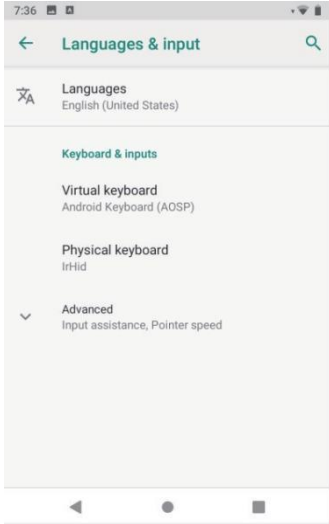 7:36
Languages & input
Languages
English (United States)
Keyboard & inputs
Virtual keyboard
Android Keyboard (AOSP)
Physical keyboard
IrHid
Advanced
Input assistance, Pointer speed